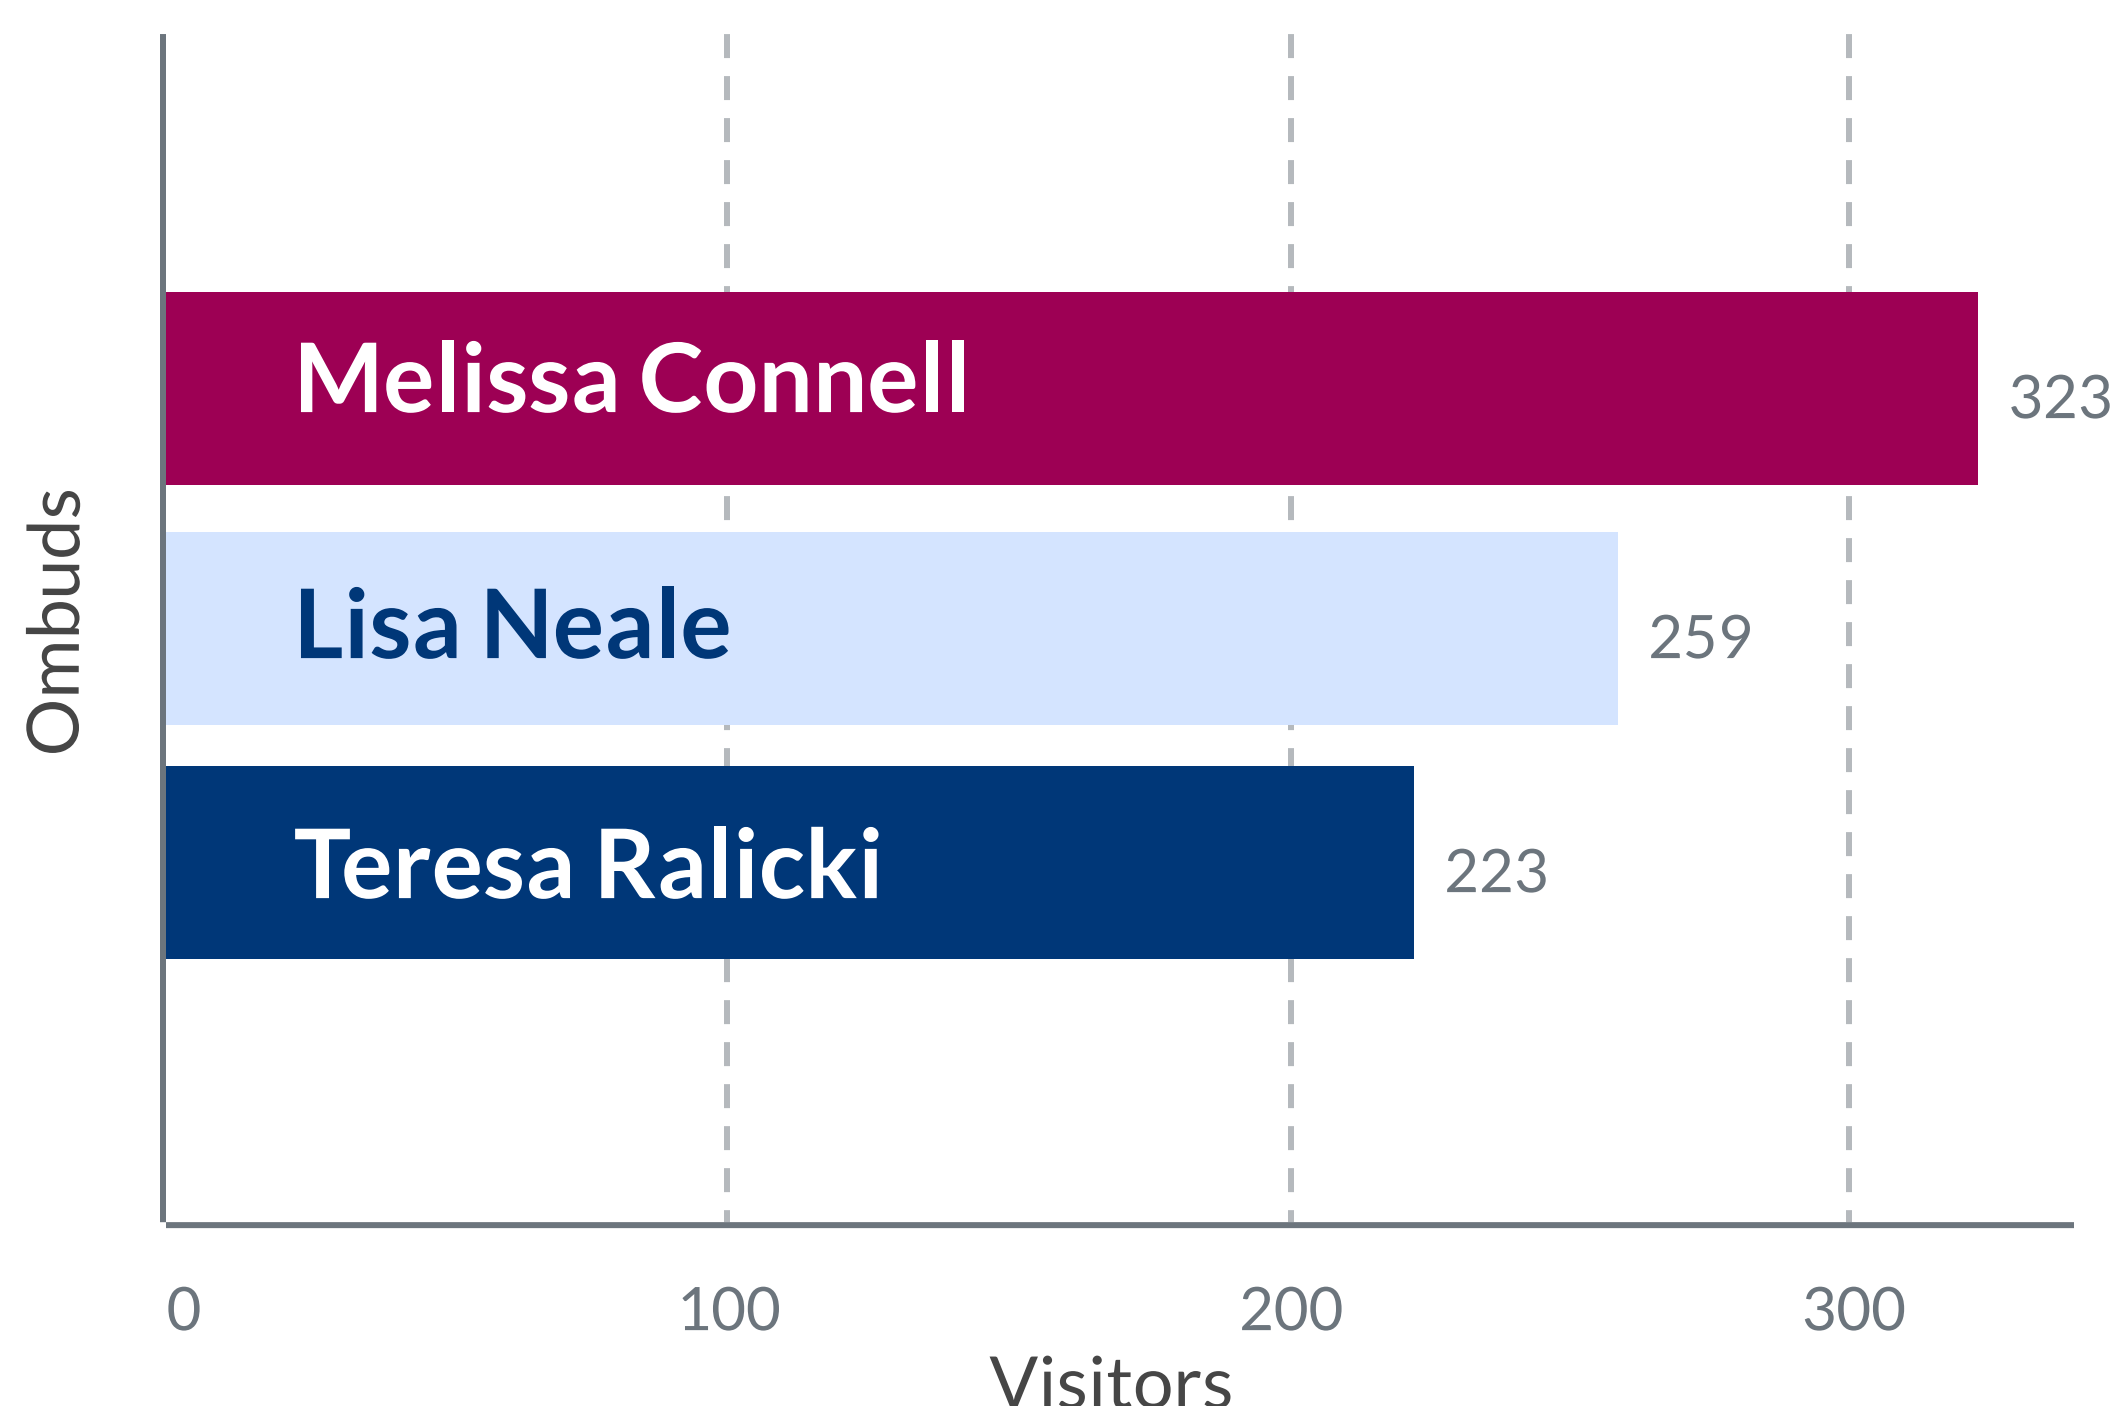 Ombuds
Melissa Connell
323
Lisa Neale
259
Teresa Ralicki
223
0 100 200 300
Visitors